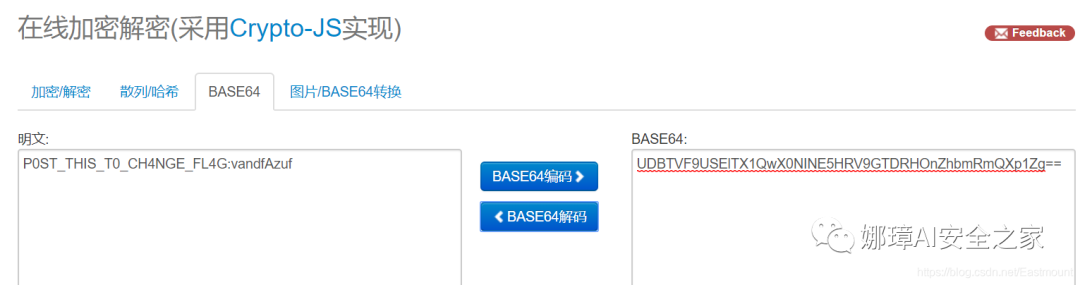 在线加密解密(采用Crypto-JS实现)
Feedback
加密/解密 散列/哈希 BASE64 图片/BASE64转换
明文:
BASE64:
P0ST_THIS_T0_CH4NGE_FL4G:vandfAzuf
UDBTVF9USElTX1QwX0NINE5HRV9GTDRHOnZhbmRmQXp1Zg==
BASE64编码
BASE64解码
娜璋AI安全之家
https://blog.csdn.net/Eastmount